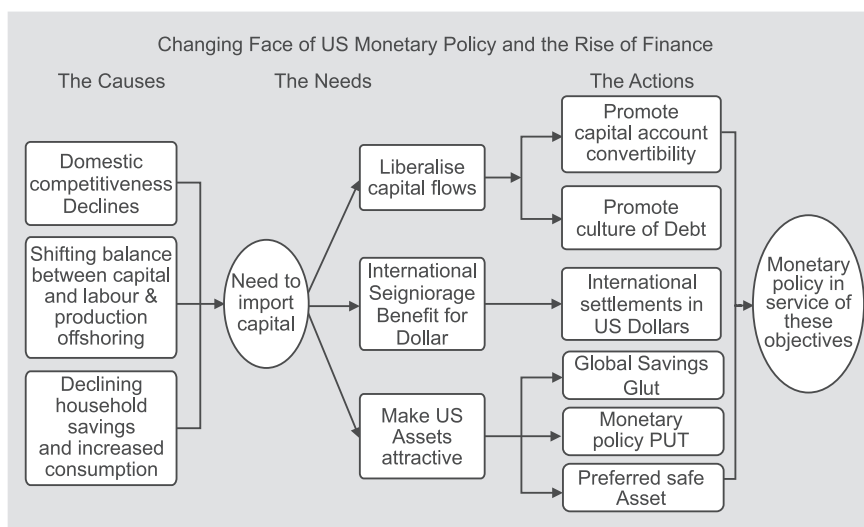 Changing Face of US Monetary Policy and the Rise of Finance
The Causes
The Needs
The Actions
Domestic
competitiveness
Declines
Shifting balance
between capital
and labour &
production
offshoring
Declining
household
savings
and increased
consumption
Need to
import
capital
Liberalise
capital flows
International
Seigniorage
Benefit for
Dollar
Make US
Assets
attractive
Promote
capital account
convertibility
Promote
culture of Debt
International
settlements in
US Dollars
Global Savings
Glut
Monetary
policy PUT
Preferred safe
Asset
Monetary
policy in
service of
these
objectives